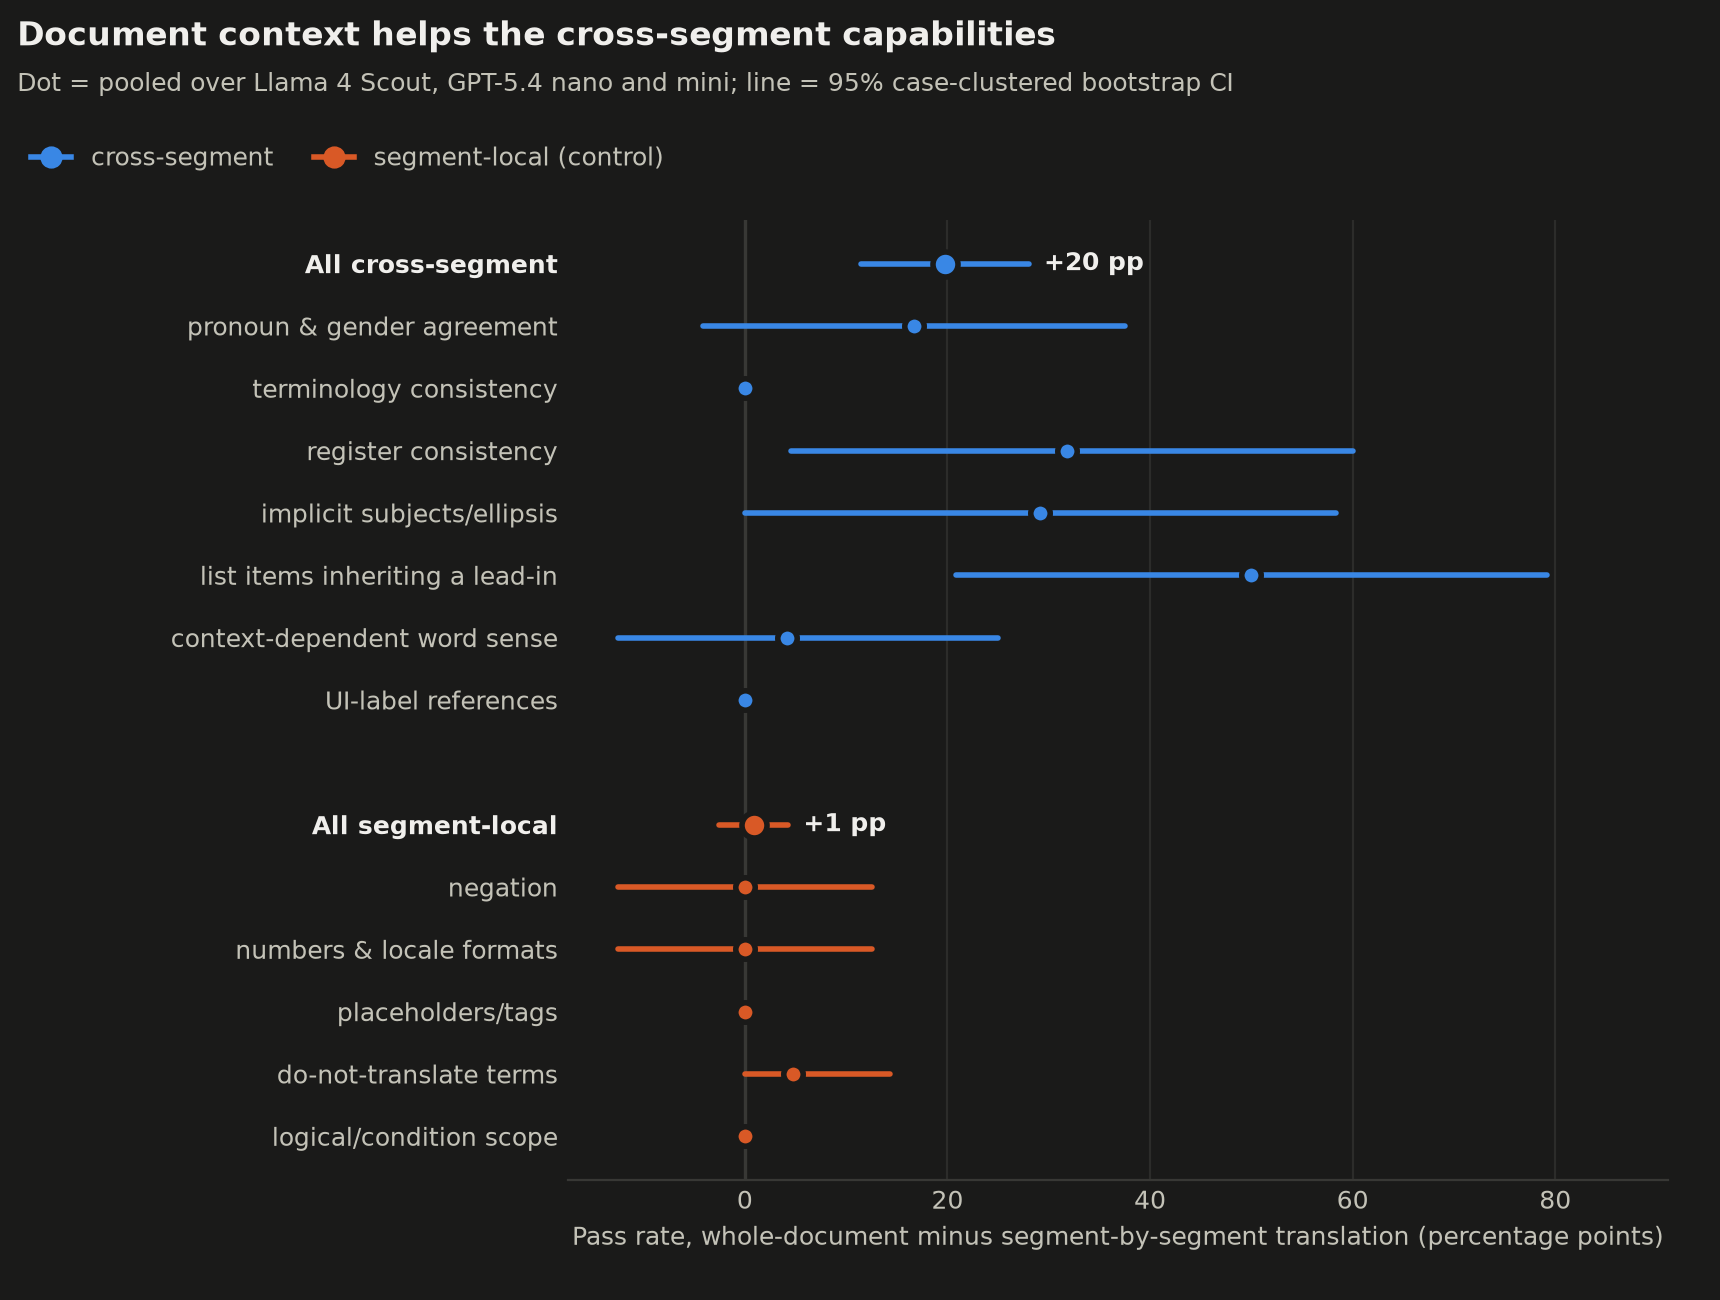 Document context helps the cross-segment capabilities
Dot = pooled over Llama 4 Scout, GPT-5.4 nano and mini; line = 95% case-clustered bootstrap CI
cross-segment
segment-local (control)
All cross-segment
+20 pp
pronoun & gender agreement
terminology consistency
register consistency
implicit subjects/ellipsis
list items inheriting a lead-in
context-dependent word sense
UI-label references
All segment-local
+1 pp
negation
numbers & locale formats
placeholders/tags
do-not-translate terms
logical/condition scope
0 20 40 60 80
Pass rate, whole-document minus segment-by-segment translation (percentage points)